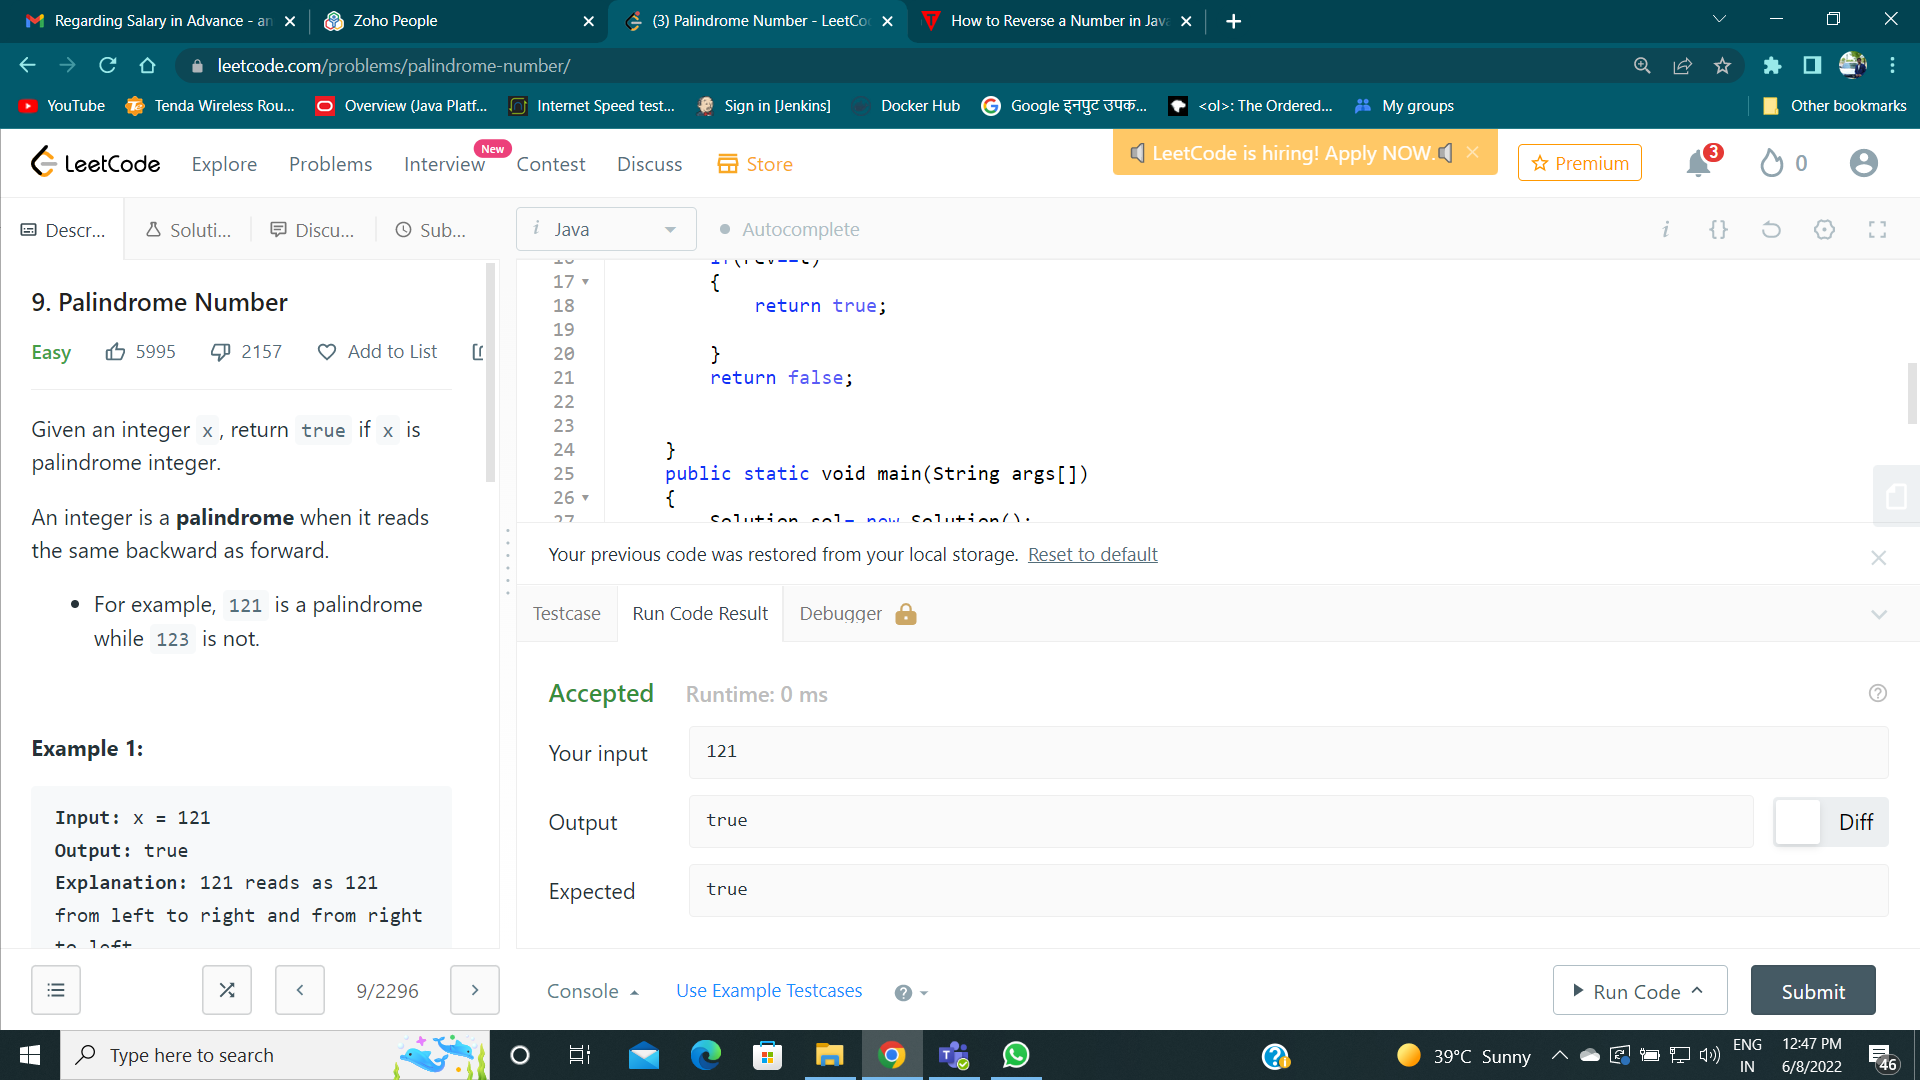 Regarding Salary in Advance - an
Zoho People
(3) Palindrome Number - LeetCo
How to Reverse a Number in Java
leetcode.com/problems/palindrome-number/
YouTube
Tenda Wireless Rou...
Overview (Java Platf...
Internet Speed test...
Sign in [Jenkins]
Docker Hub
Google इनपुट उपक...
<ol>: The Ordered...
My groups
Other bookmarks
LeetCode
Explore
Problems
Interview
New
Contest
Discuss
Store
LeetCode is hiring! Apply NOW.
Premium
3
0
Descr...
Soluti...
Discu...
Sub...
i Java
Autocomplete
i {}
9. Palindrome Number
Easy 5995 2157 Add to List
Given an integer x , return true if x is
palindrome integer.
An integer is a palindrome when it reads
the same backward as forward.
• For example, 121 is a palindrome
while 123 is not.
Example 1:
Input: x = 121
Output: true
Explanation: 121 reads as 121
from left to right and from right
to left
17 {
18 return true;
19
20 }
21 return false;
22
23
24 }
25 public static void main(String args[])
26 {
27 Solution sol= new Solution();
Your previous code was restored from your local storage. Reset to default
Testcase
Run Code Result
Debugger
Accepted Runtime: 0 ms
Your input 121
Output true
Diff
Expected true
9/2296
Console
Use Example Testcases
Run Code
Submit
Type here to search
39°C Sunny
ENG
IN
12:47 PM
6/8/2022
46